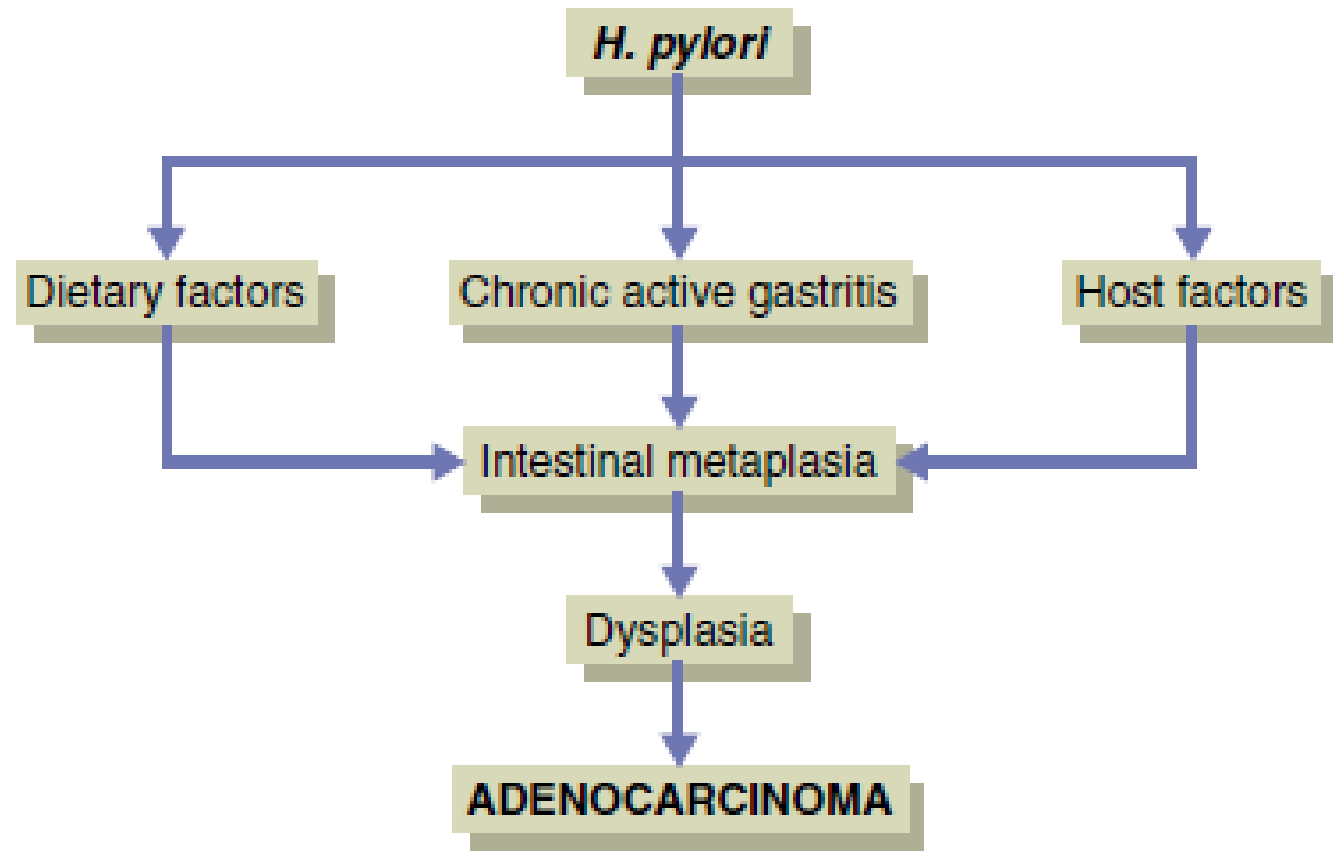 H. pylori
Dietary factors
Chronic active gastritis
Host factors
Intestinal metaplasia
Dysplasia
ADENOCARCINOMA